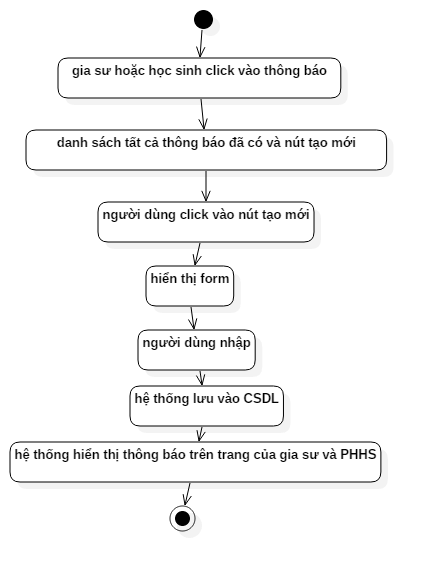 gia sư hoặc học sinh click vào thông báo
danh sách tất cả thông báo đã có và nút tạo mới
người dùng click vào nút tạo mới
hiển thị form
người dùng nhập
hệ thống lưu vào CSDL
hệ thống hiển thị thông báo trên trang của gia sư và PHHS